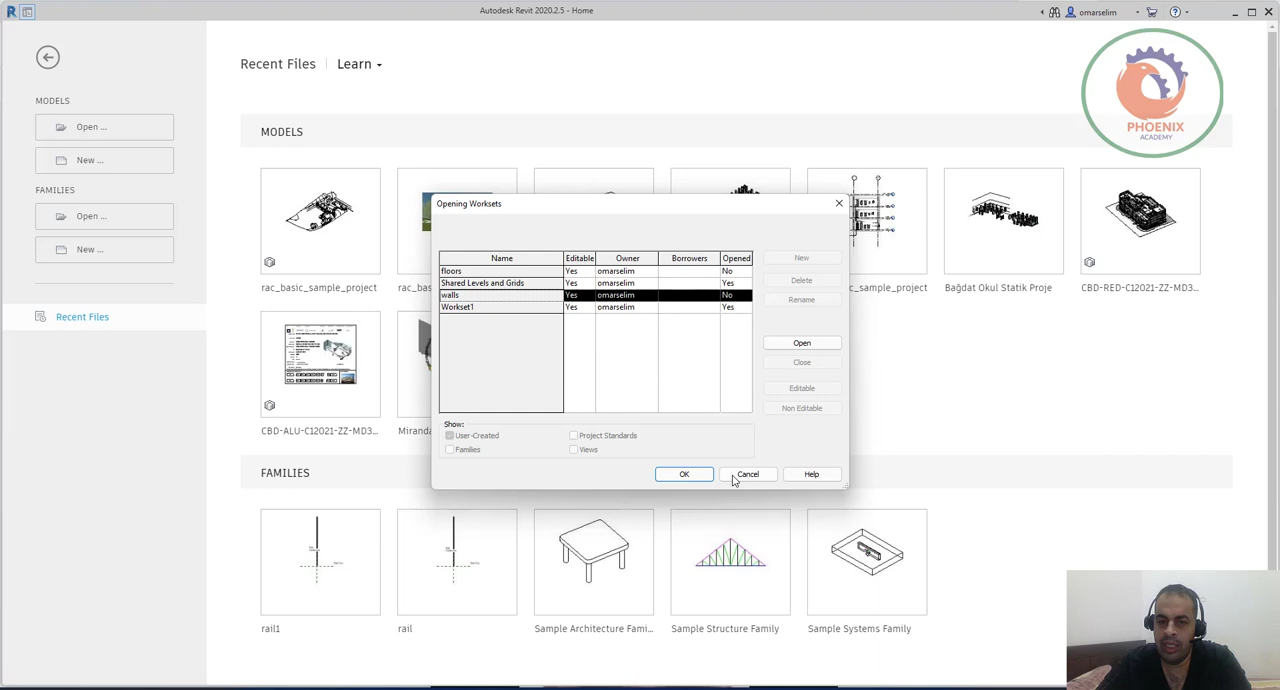 Autodesk Revit 2020.2.5 - Home
omarselim
Recent Files
Learn
PHOENIX
ACADEMY
MODELS
Open ...
New ...
FAMILIES
Open ...
New ...
Recent Files
MODELS
rac_basic_sample_project
Bağdat Okul Statik Proje
CBD-RED-C12021-ZZ-MD3...
CBD-ALU-C12021-ZZ-MD3...
Opening Worksets
Name Editable Owner Borrowers Opened
floors Yes omarselim No
Shared Levels and Grids Yes omarselim Yes
walls Yes omarselim No
Workset1 Yes omarselim Yes
New
Delete
Rename
Open
Close
Editable
Non Editable
Show:
User-Created Project Standards
Families Views
OK Cancel Help
FAMILIES
rail1
rail
Sample Architecture Fami...
Sample Structure Family
Sample Systems Family